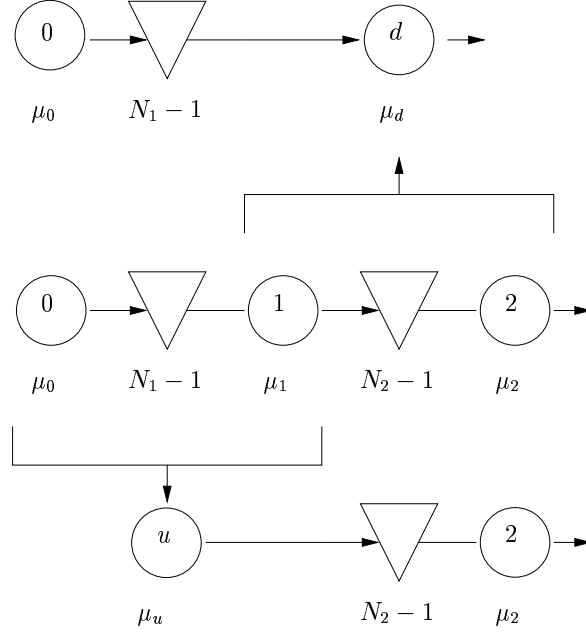 0 d
μ₀ N₁ − 1 μ_d
0 1 2
μ₀ N₁ − 1 μ₁ N₂ − 1 μ₂
u 2
μ_u N₂ − 1 μ₂